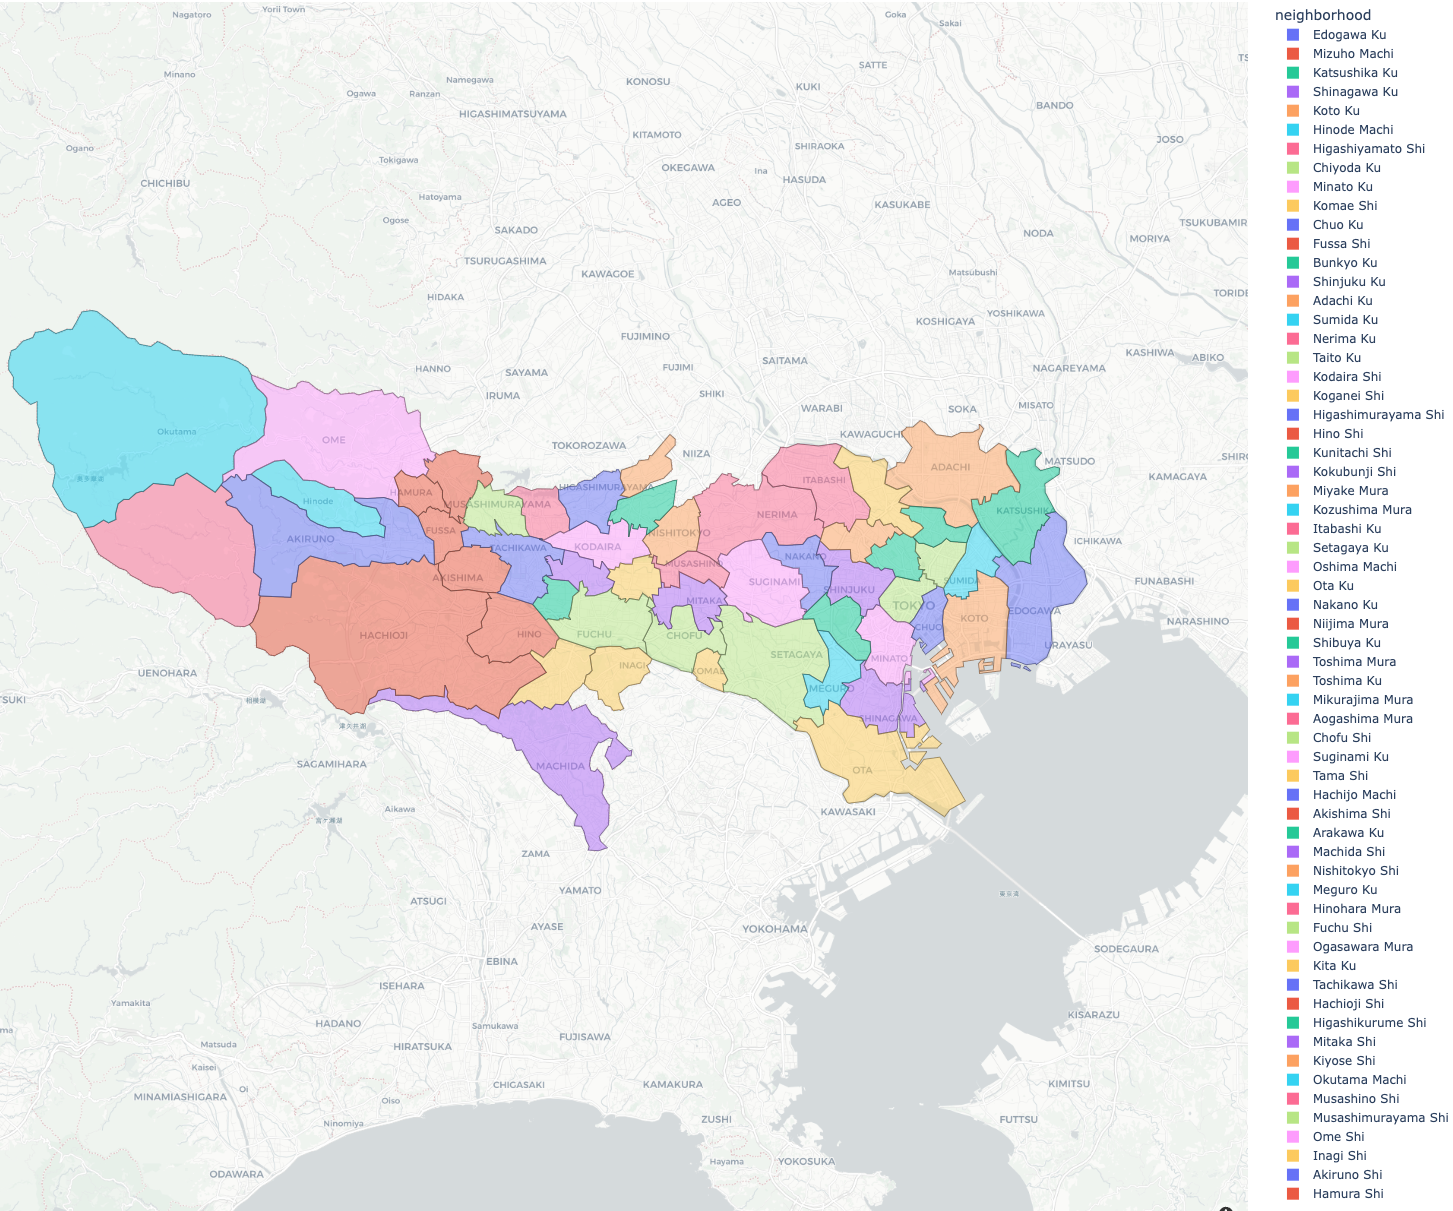 Nagatoro
Yorii Town
Goka
Sakai
Minano
Namegawa
Ogawa
Ranzan
HIGASHIMATSUYAMA
KONOSU
SATTE
KUKI
BANDO
KITAMOTO
SHIRAOKA
JOSO
Ogano
Tokigawa
OKEGAWA
Ina
HASUDA
CHICHIBU
Hatoyama
AGEO
KASUKABE
Ogose
SAKADO
NODA
TSUKUBAMIR
MORIYA
TSURUGASHIMA
KAWAGOE
Matsubushi
HIDAKA
TORIDE
KOSHIGAYA
YOSHIKAWA
FUJIMINO
HANNO
SAYAMA
FUJIMI
SAITAMA
KASHIWA
ABIKO
NAGAREYAMA
IRUMA
SHIKI
WARABI
SOKA
MISATO
OME
Okutama
TOKOROZAWA
NIIZA
KAWAGUCH
ADACHI
MATSUDO
SHIRO
KAMAGAYA
ITABASHI
HAMURA
HIGASHIMURAYAMA
Hinode
MUSASHIMURAYAMA
NERIMA
KATSUSHIK
FUSSA
NISHITOKYO
AKIRUNO
TACHIKAWA
KODAIRA
ICHIKAWA
NAKANO
MUSASHINO
AKISHIMA
SUGINAMI
SHINJUKU
SUMIDA
FUNABASHI
MITAKA
TOKYO
EDOGAWA
KOTO
NARASHINO
CHUO
HACHIOJI
HINO
FUCHU
CHOFU
URAYASU
SETAGAYA
MINATO
INAGI
KOMAE
UENOHARA
MEGURO
TSUKI
SHINAGAWA
SAGAMIHARA
MACHIDA
OTA
Aikawa
KAWASAKI
ZAMA
YAMATO
ATSUGI
AYASE
YOKOHAMA
SODEGAURA
EBINA
ISEHARA
Yamakita
KISARAZU
HADANO
Samukawa
FUJISAWA
Matsuda
HIRATSUKA
Kaisei
CHIGASAKI
KAMAKURA
KIMITSU
Oi
MINAMIASHIGARA
Oiso
Ninomiya
ZUSHI
FUTTSU
Hayama
YOKOSUKA
ODAWARA
neighborhood
Edogawa Ku
Mizuho Machi
Katsushika Ku
Shinagawa Ku
Koto Ku
Hinode Machi
Higashiyamato Shi
Chiyoda Ku
Minato Ku
Komae Shi
Chuo Ku
Fussa Shi
Bunkyo Ku
Shinjuku Ku
Adachi Ku
Sumida Ku
Nerima Ku
Taito Ku
Kodaira Shi
Koganei Shi
Higashimurayama Shi
Hino Shi
Kunitachi Shi
Kokubunji Shi
Miyake Mura
Kozushima Mura
Itabashi Ku
Setagaya Ku
Oshima Machi
Ota Ku
Nakano Ku
Niijima Mura
Shibuya Ku
Toshima Mura
Toshima Ku
Mikurajima Mura
Aogashima Mura
Chofu Shi
Suginami Ku
Tama Shi
Hachijo Machi
Akishima Shi
Arakawa Ku
Machida Shi
Nishitokyo Shi
Meguro Ku
Hinohara Mura
Fuchu Shi
Ogasawara Mura
Kita Ku
Tachikawa Shi
Hachioji Shi
Higashikurume Shi
Mitaka Shi
Kiyose Shi
Okutama Machi
Musashino Shi
Musashimurayama Shi
Ome Shi
Inagi Shi
Akiruno Shi
Hamura Shi